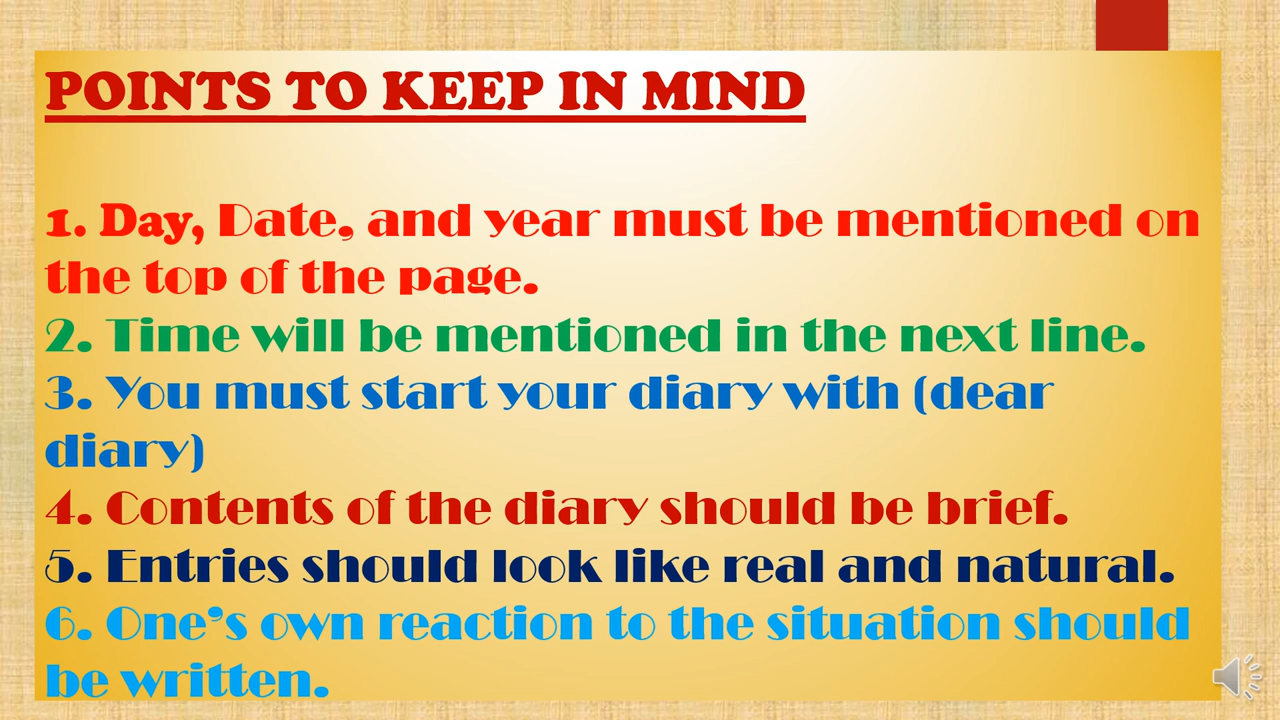 POINTS TO KEEP IN MIND
1. Day, Date, and year must be mentioned on
the top of the page.
2. Time will be mentioned in the next line.
3. You must start your diary with (dear
diary)
4. Contents of the diary should be brief.
5. Entries should look like real and natural.
6. One's own reaction to the situation should
be written.